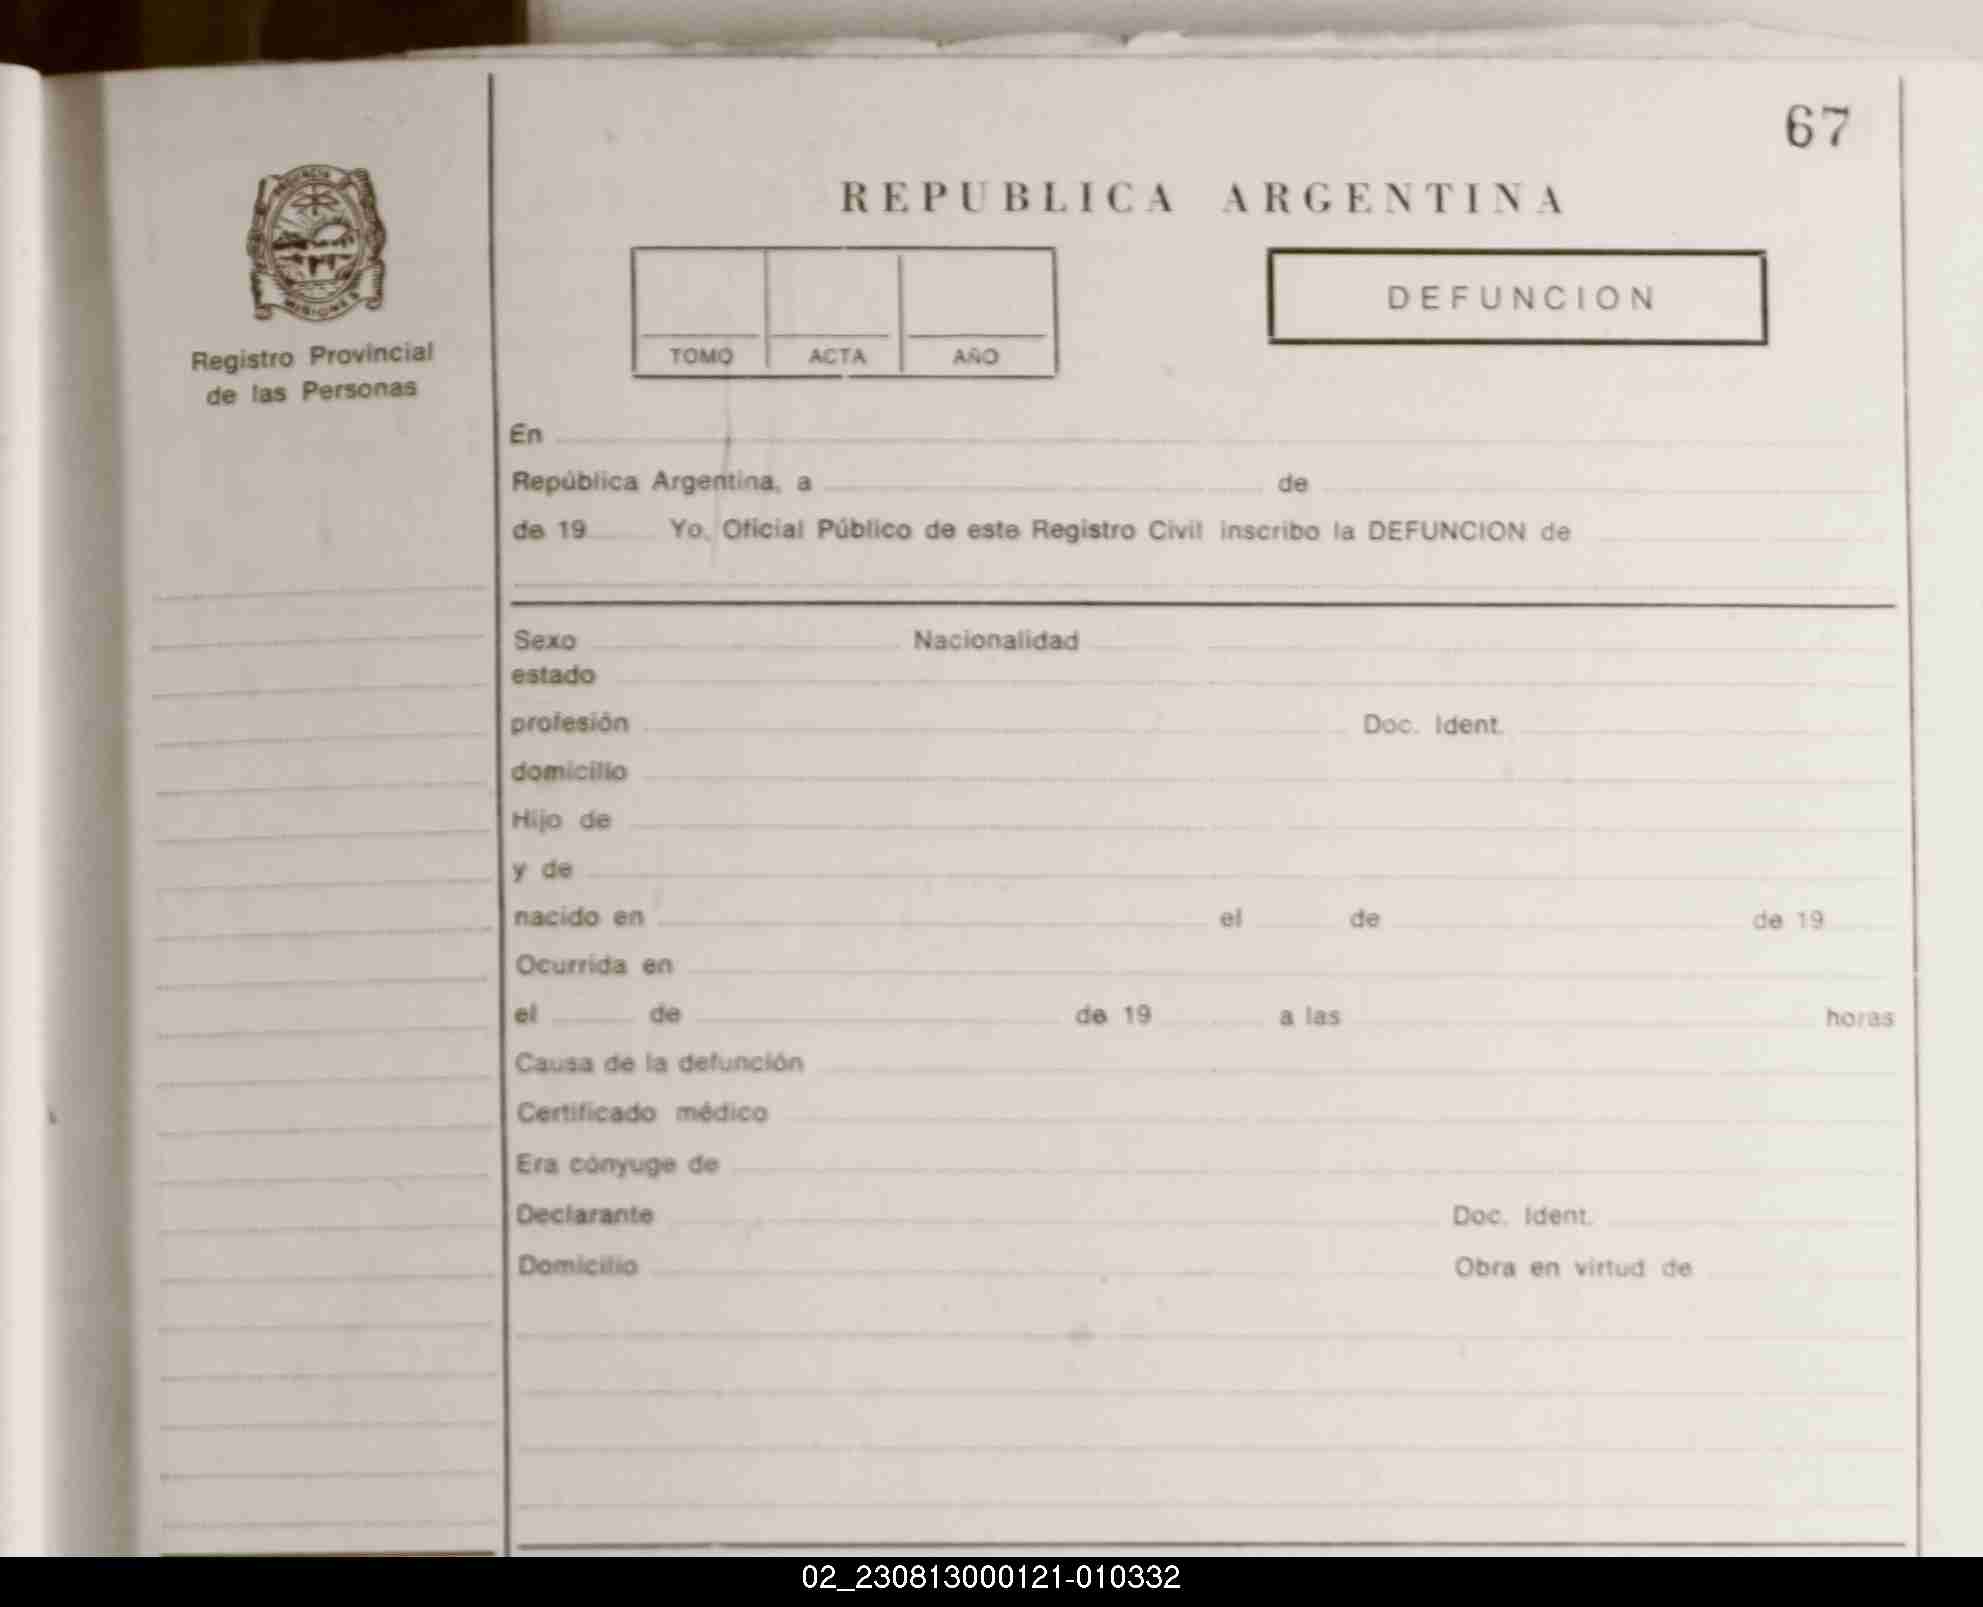 67
REPUBLICA ARGENTINA
PROVINCIA
MISIONES
Registro Provincial
de las Personas
TOMO ACTA AÑO
DEFUNCION
En
República Argentina, a de
de 19 Yo, Oficial Público de este Registro Civil inscribo la DEFUNCION de
Sexo Nacionalidad
estado
profesión Doc. Ident.
domicilio
Hijo de
y de
nacido en el de de 19
Ocurrida en
el de de 19 a las horas
Causa de la defunción
Certificado médico
Era cónyuge de
Declarante Doc. Ident.
Domicilio Obra en virtud de
02_230813000121-010332